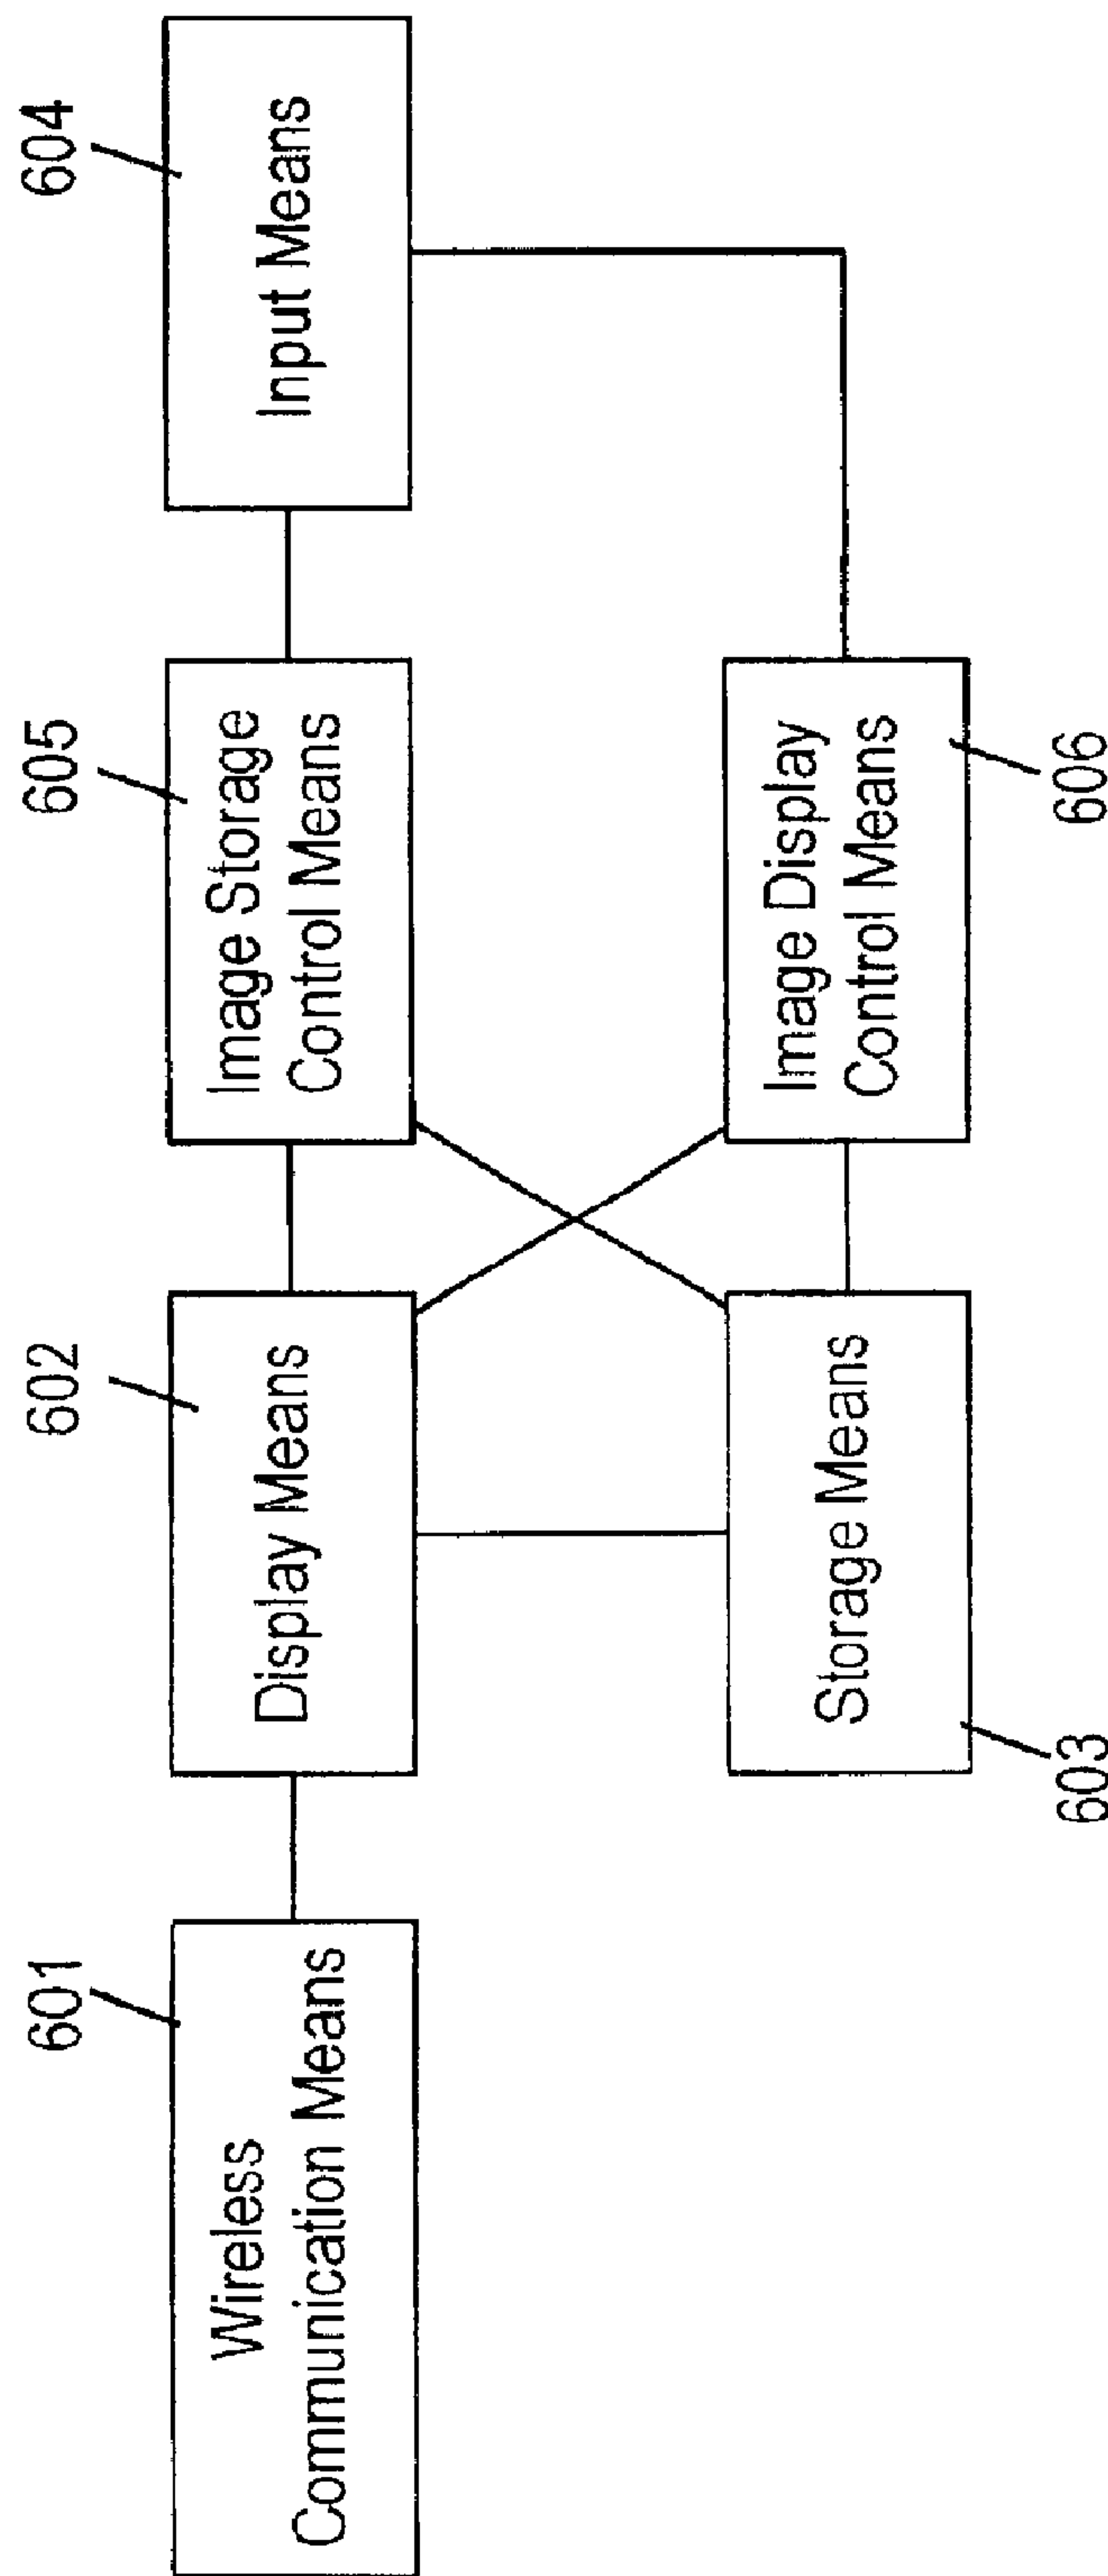 601
Wireless
Communication Means
602
Display Means
605
Image Storage
Control Means
604
Input Means
Storage Means
603
Image Display
Control Means
606